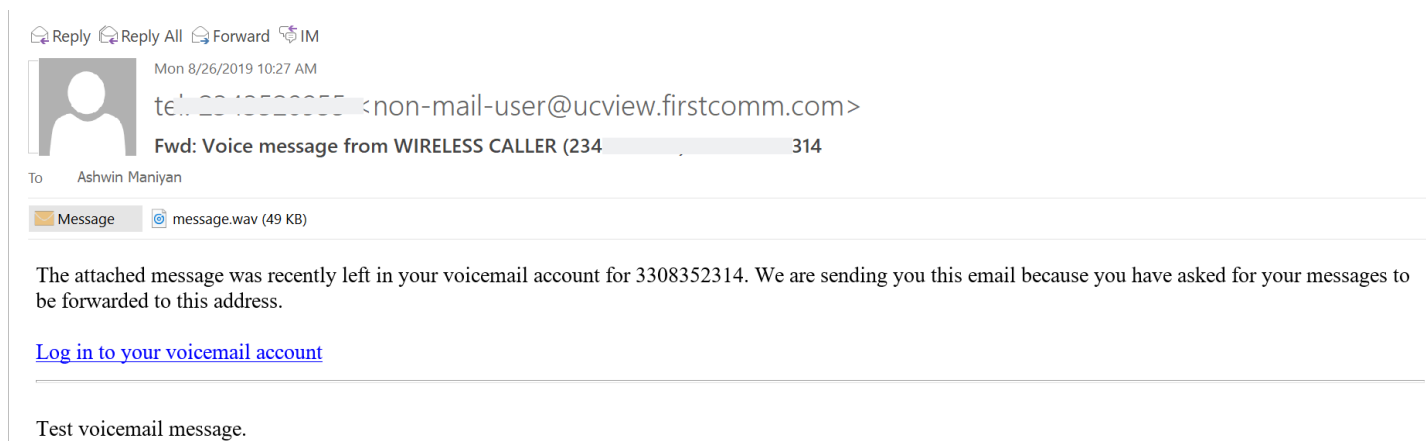 Reply Reply All Forward IM
Mon 8/26/2019 10:27 AM
<non-mail-user@ucview.firstcomm.com>
Fwd: Voice message from WIRELESS CALLER (234 314
To Ashwin Maniyan
Message message.wav (49 KB)
The attached message was recently left in your voicemail account for 3308352314. We are sending you this email because you have asked for your messages to
be forwarded to this address.
Log in to your voicemail account
Test voicemail message.